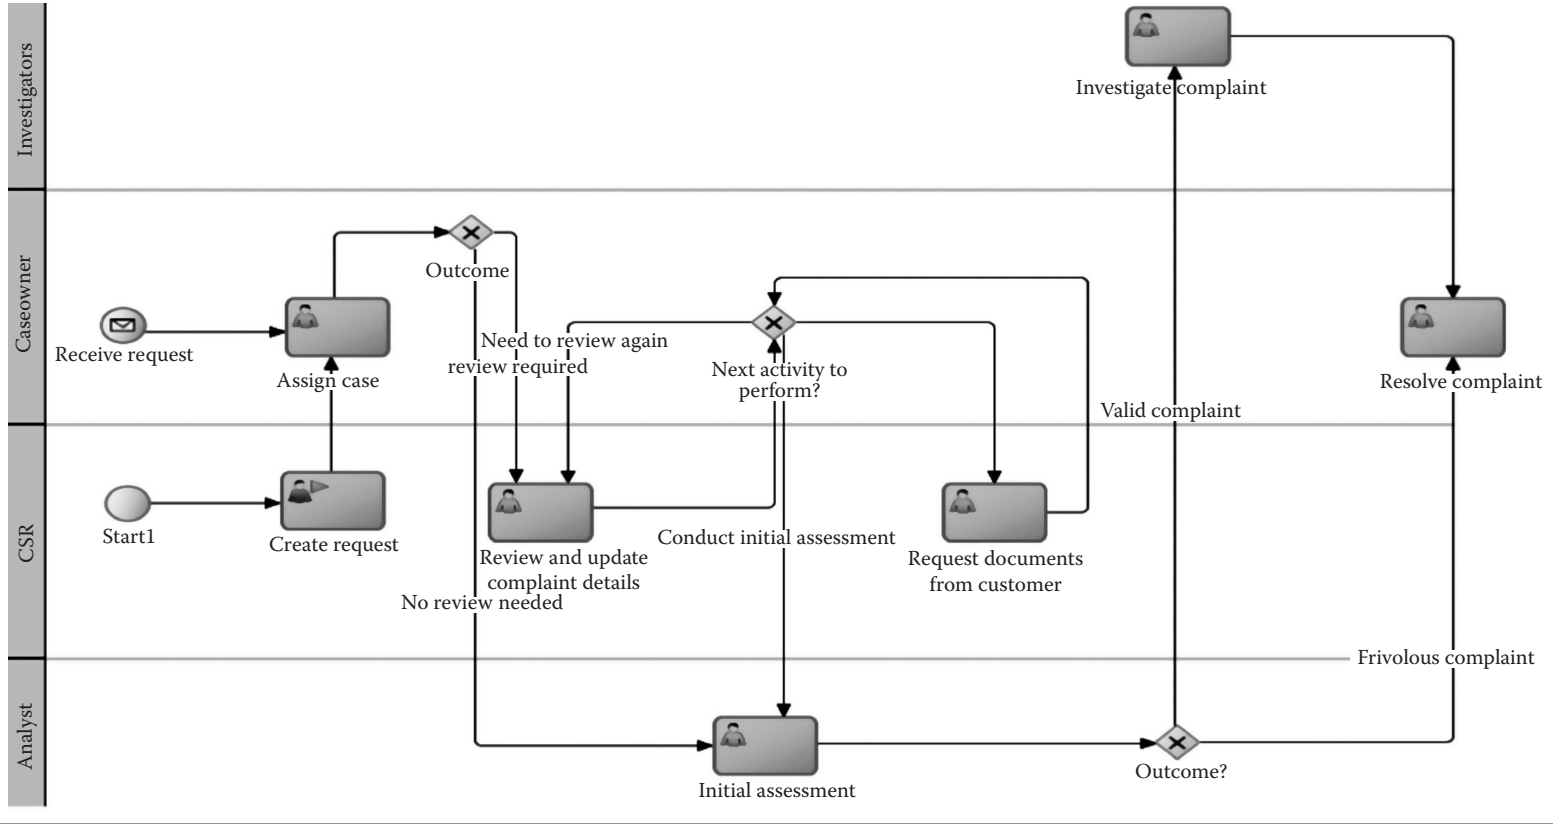 Investigators
Investigate complaint
Caseowner
Receive request
Assign case
Outcome
Need to review again
review required
Next activity to
perform?
Valid complaint
Resolve complaint
CSR
Start1
Create request
Review and update
complaint details
No review needed
Conduct initial assessment
Request documents
from customer
Frivolous complaint
Analyst
Initial assessment
Outcome?